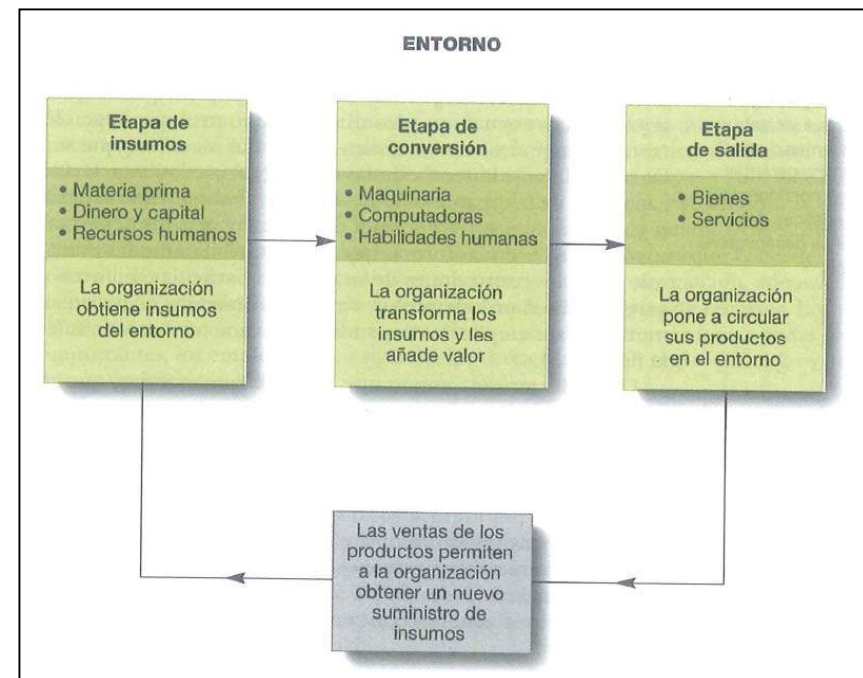 ENTORNO
Etapa de
insumos
• Materia prima
• Dinero y capital
• Recursos humanos
La organización
obtiene insumos
del entorno
Etapa de
conversión
• Maquinaria
• Computadoras
• Habilidades humanas
La organización
transforma los
insumos y les
añade valor
Etapa
de salida
• Bienes
• Servicios
La organización
pone a circular
sus productos
en el entorno
Las ventas de los
productos permiten
a la organización
obtener un nuevo
suministro de
insumos